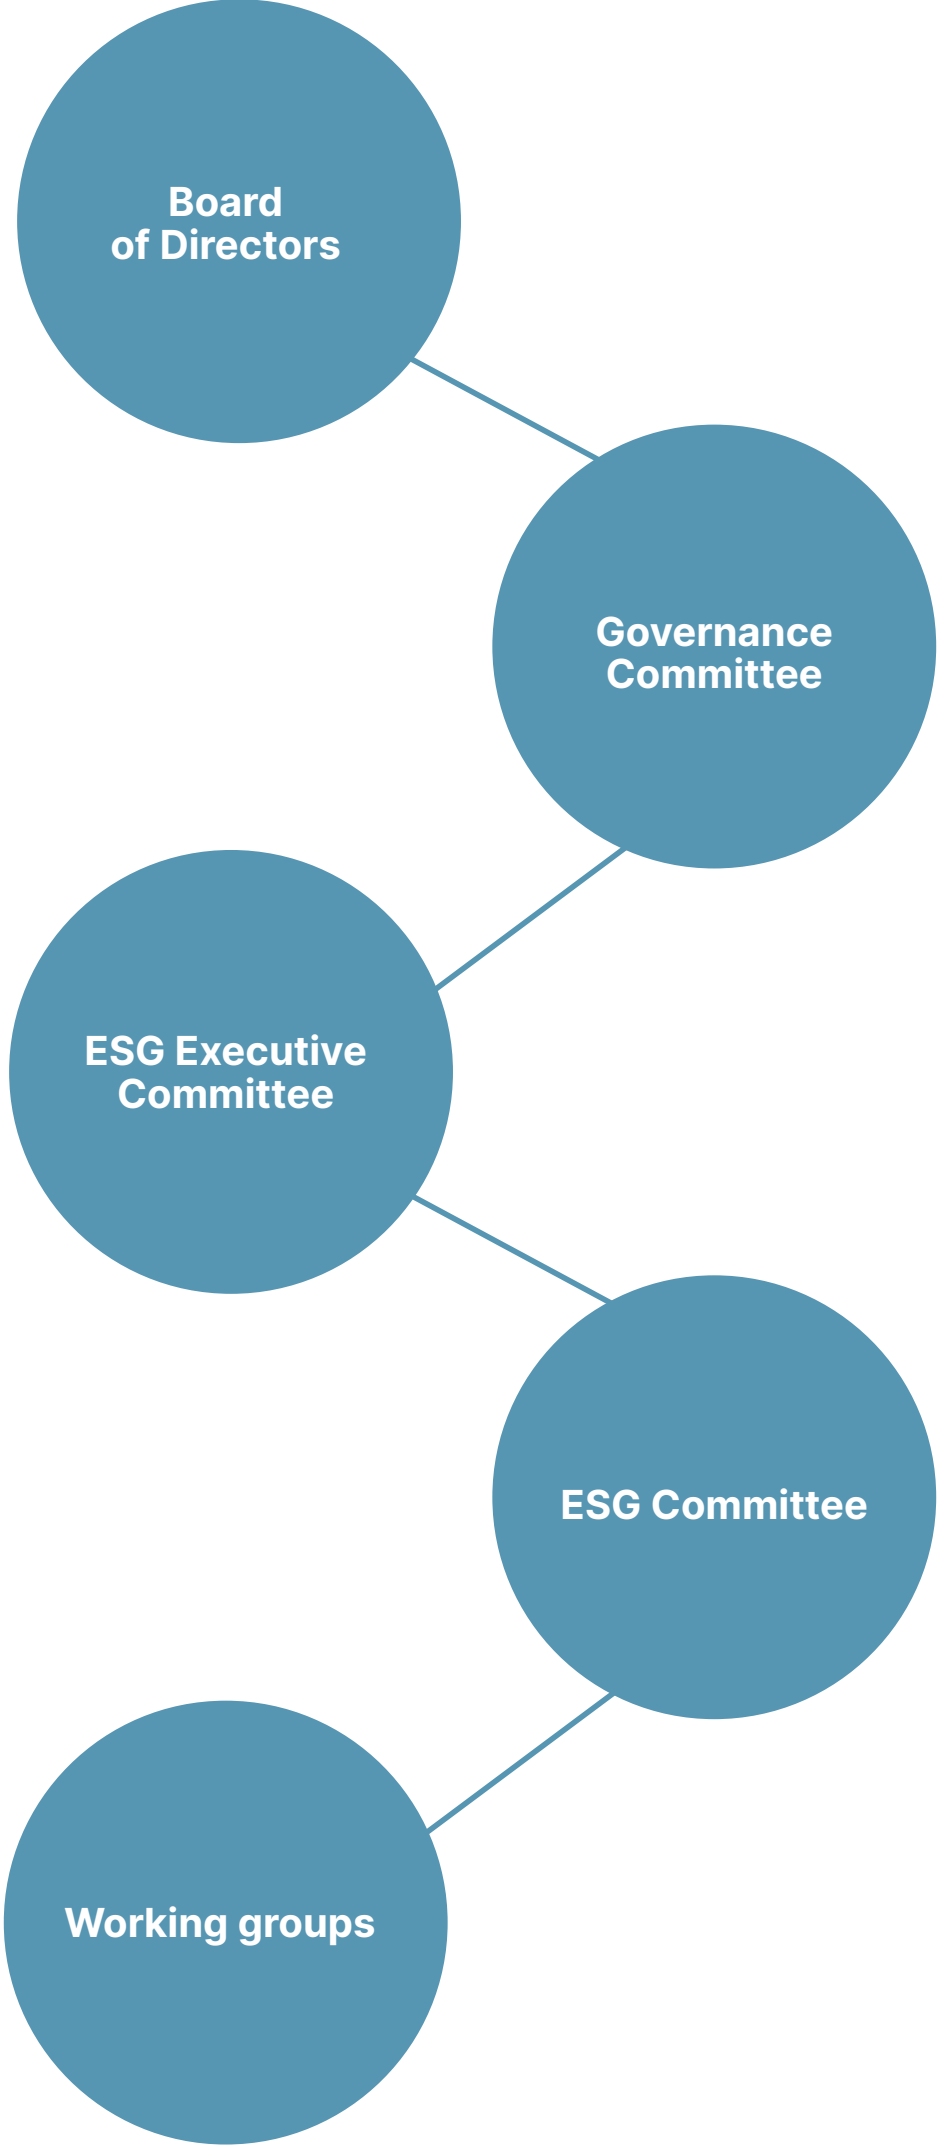 Board
of Directors
Governance
Committee
ESG Executive
Committee
ESG Committee
Working groups